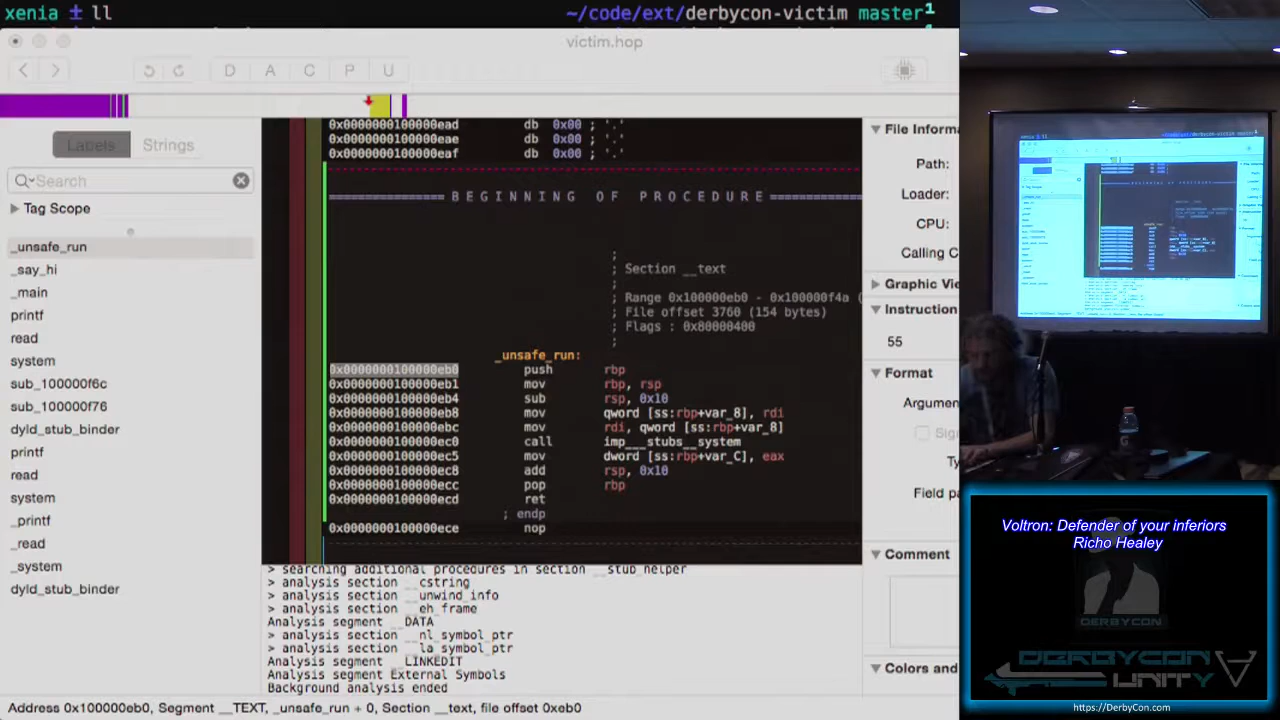 xenia ± ll
~/code/ext/derbycon-victim master 1
victim.hop
D A C P U
Labels Strings
Search
Tag Scope
_unsafe_run
_say_hi
_main
printf
read
system
sub_100000f6c
sub_100000f76
dyld_stub_binder
printf
read
system
_printf
_read
_system
dyld_stub_binder
0x0000000100000ead db 0x00 ; '.'
0x0000000100000eae db 0x00 ; '.'
0x0000000100000eaf db 0x00 ; '.'
BEGINNING OF PROCEDURE
;
; Section __text
;
; Range 0x100000eb0 - 0x100000f4a (
; File offset 3760 (154 bytes)
; Flags : 0x80000400
;
_unsafe_run:
0x0000000100000eb0 push rbp
0x0000000100000eb1 mov rbp, rsp
0x0000000100000eb4 sub rsp, 0x10
0x0000000100000eb8 mov qword [ss:rbp+var_8], rdi
0x0000000100000ebc mov rdi, qword [ss:rbp+var_8]
0x0000000100000ec0 call imp___stubs__system
0x0000000100000ec5 mov dword [ss:rbp+var_C], eax
0x0000000100000ec8 add rsp, 0x10
0x0000000100000ecc pop rbp
0x0000000100000ecd ret
; endp
0x0000000100000ece nop
> searching additional procedures in section __stub_helper
> analysis section __cstring
> analysis section __unwind_info
> analysis section __eh_frame
Analysis segment __DATA
> analysis section __nl_symbol_ptr
> analysis section __la_symbol_ptr
Analysis segment __LINKEDIT
Analysis segment External Symbols
Background analysis ended
File Informa
Path:
Loader:
CPU:
Calling C
Graphic Vie
Instruction
55
Format
Argumen
Sign
Ty
Field pa
Comment
Colors and
Address 0x100000eb0, Segment __TEXT, _unsafe_run + 0, Section __text, file offset 0xeb0
Voltron: Defender of your inferiors
Richo Healey
DERBYCON
DERBYCON
UNITY
https://DerbyCon.com